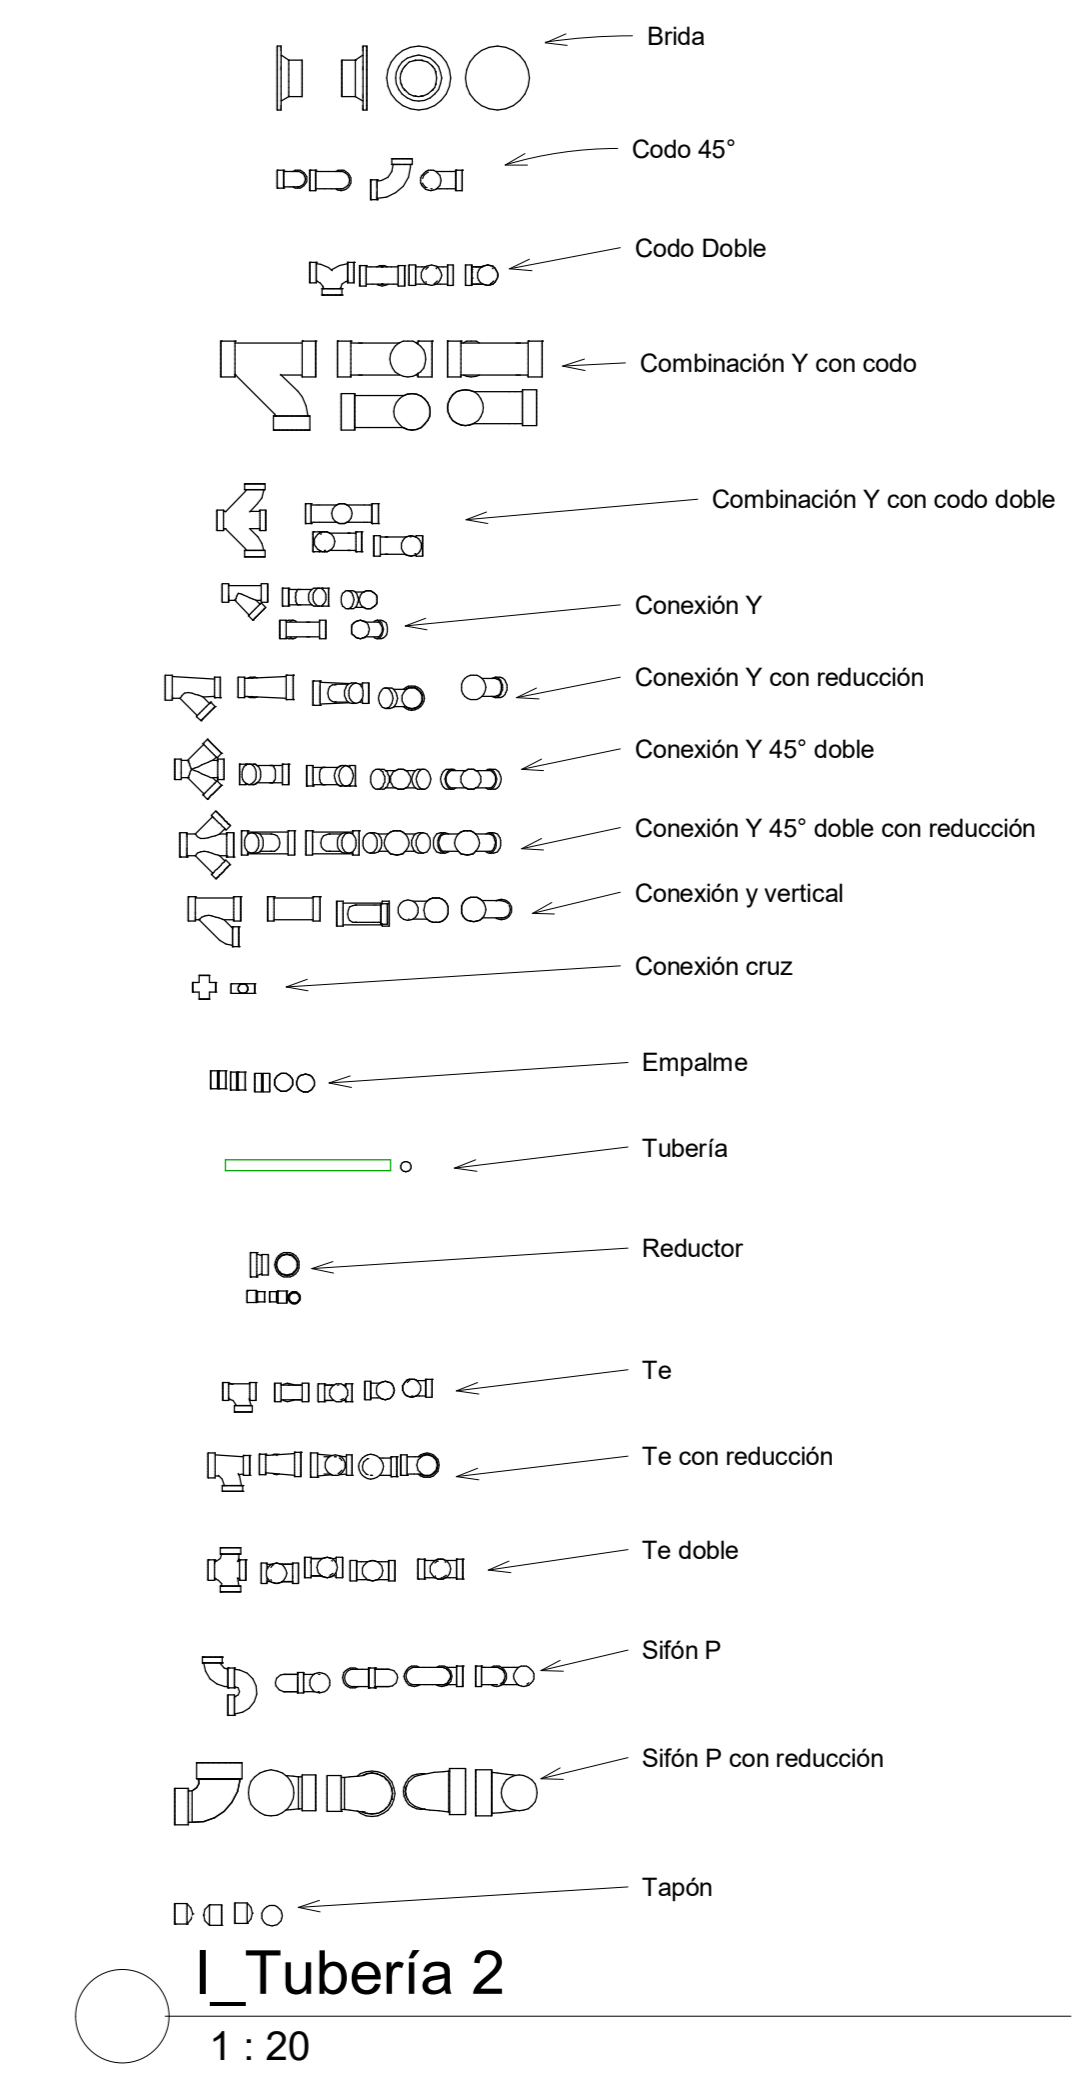 Brida
Codo 45°
Codo Doble
Combinación Y con codo
Combinación Y con codo doble
Conexión Y
Conexión Y con reducción
Conexión Y 45° doble
Conexión Y 45° doble con reducción
Conexión y vertical
Conexión cruz
Empalme
Tubería
Reductor
Te
Te con reducción
Te doble
Sifón P
Sifón P con reducción
Tapón
I_Tubería 2
1 : 20